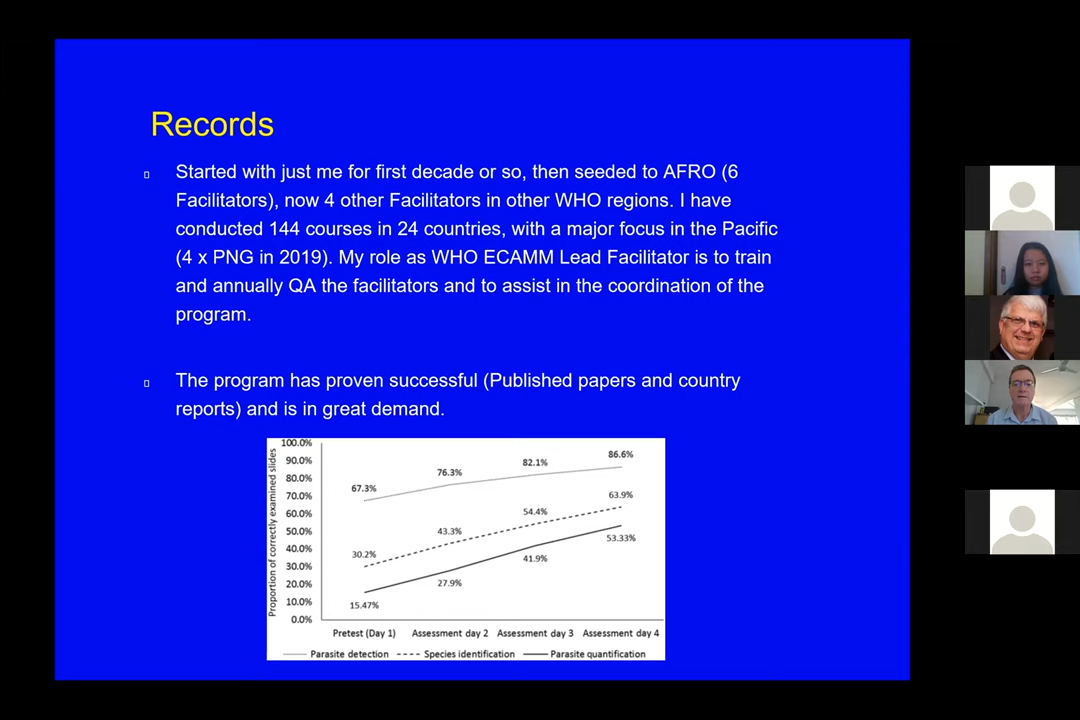 Records
Started with just me for first decade or so, then seeded to AFRO (6
Facilitators), now 4 other Facilitators in other WHO regions. I have
conducted 144 courses in 24 countries, with a major focus in the Pacific
(4 x PNG in 2019). My role as WHO ECAMM Lead Facilitator is to train
and annually QA the facilitators and to assist in the coordination of the
program.
The program has proven successful (Published papers and country
reports) and is in great demand.
Proportion of correctly examined slides
100.0%
90.0%
80.0%
70.0%
60.0%
50.0%
40.0%
30.0%
20.0%
10.0%
0.0%
67.3%
76.3%
82.1%
86.6%
30.2%
43.3%
54.4%
63.9%
15.47%
27.9%
41.9%
53.33%
Pretest (Day 1) Assessment day 2 Assessment day 3 Assessment day 4
Parasite detection Species identification Parasite quantification